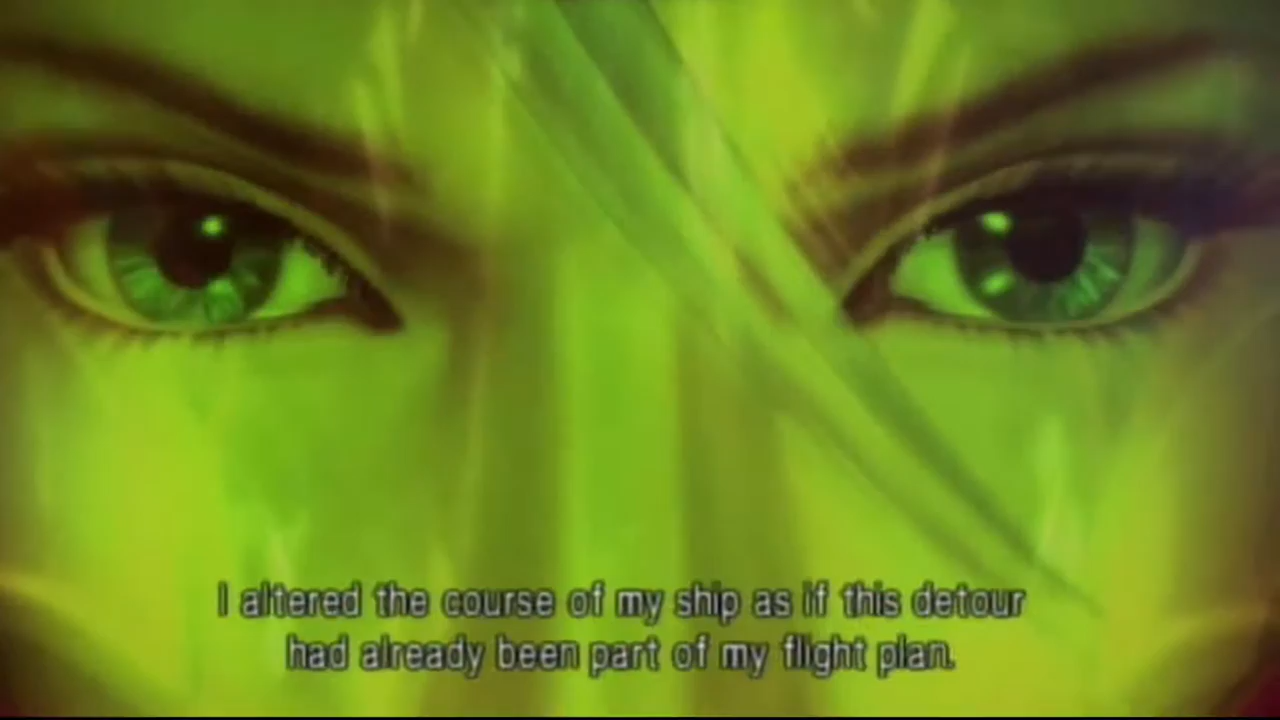 I altered the course of my ship as if this detour
had already been part of my flight plan.